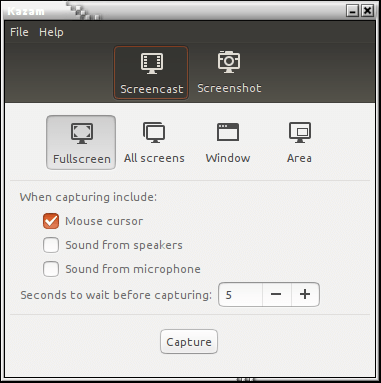 Kazam
File Help
Screencast Screenshot
Fullscreen All screens Window Area
When capturing include:
Mouse cursor
Sound from speakers
Sound from microphone
Seconds to wait before capturing: 5
Capture